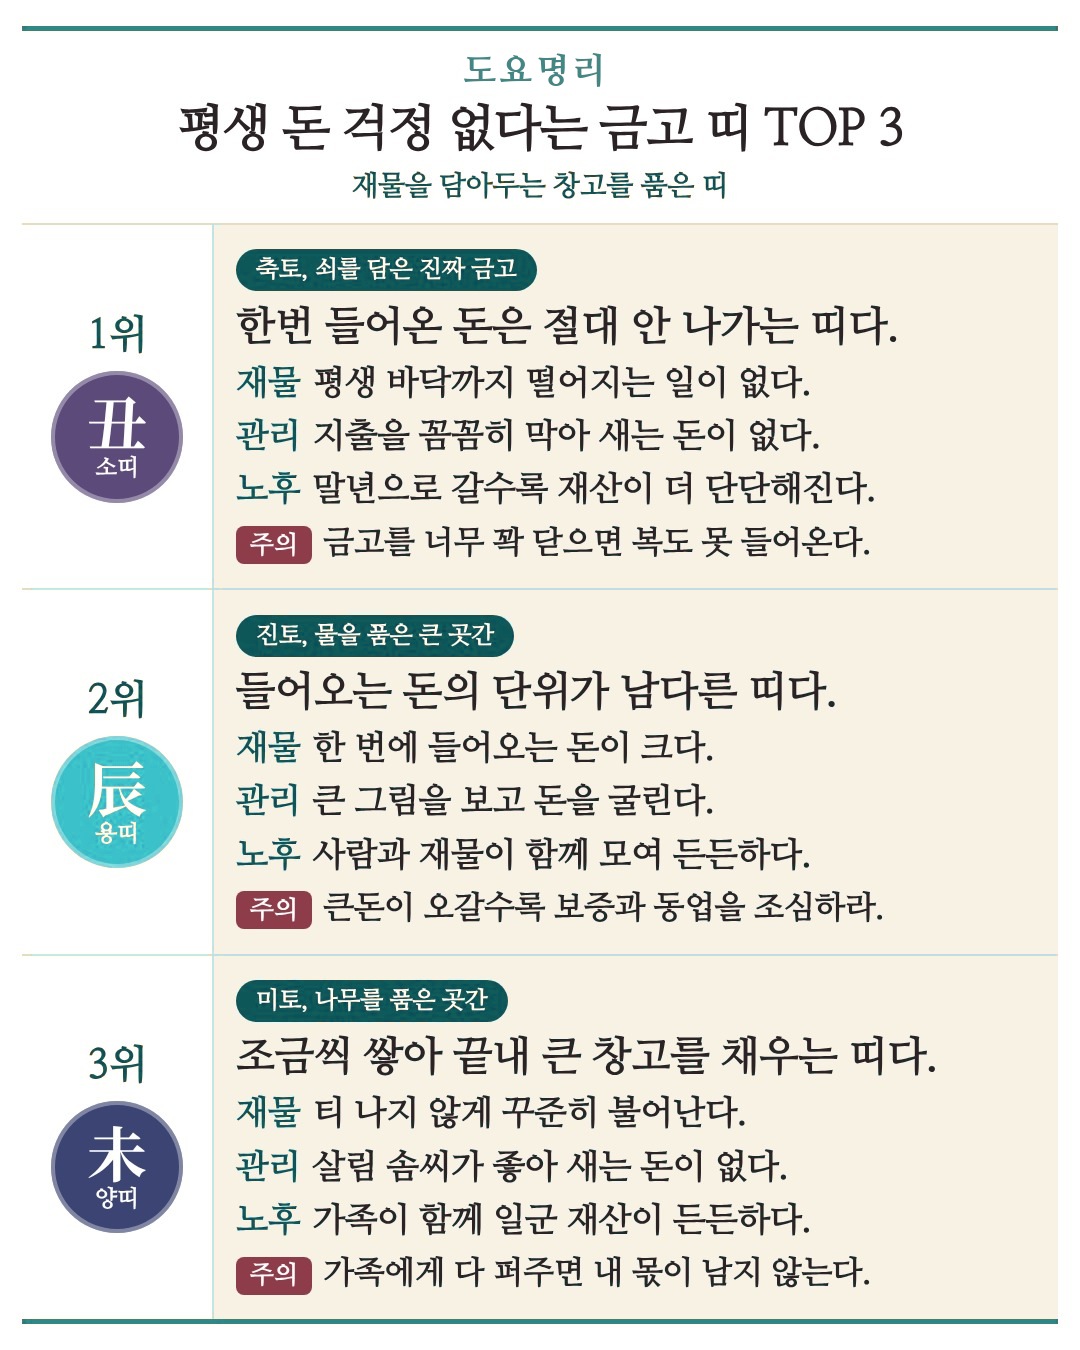 도요명리
평생 돈 걱정 없다는 금고 띠 TOP 3
재물을 담아두는 창고를 품은 띠
1위
丑
소띠
축토, 쇠를 담은 진짜 금고
한번 들어온 돈은 절대 안 나가는 띠다.
재물 평생 바닥까지 떨어지는 일이 없다.
관리 지출을 꼼꼼히 막아 새는 돈이 없다.
노후 말년으로 갈수록 재산이 더 단단해진다.
주의 금고를 너무 꽉 닫으면 복도 못 들어온다.
2위
辰
용띠
진토, 물을 품은 큰 곳간
들어오는 돈의 단위가 남다른 띠다.
재물 한 번에 들어오는 돈이 크다.
관리 큰 그림을 보고 돈을 굴린다.
노후 사람과 재물이 함께 모여 든든하다.
주의 큰돈이 오갈수록 보증과 동업을 조심하라.
3위
未
양띠
미토, 나무를 품은 곳간
조금씩 쌓아 끝내 큰 창고를 채우는 띠다.
재물 티 나지 않게 꾸준히 불어난다.
관리 살림 솜씨가 좋아 새는 돈이 없다.
노후 가족이 함께 일군 재산이 든든하다.
주의 가족에게 다 퍼주면 내 몫이 남지 않는다.